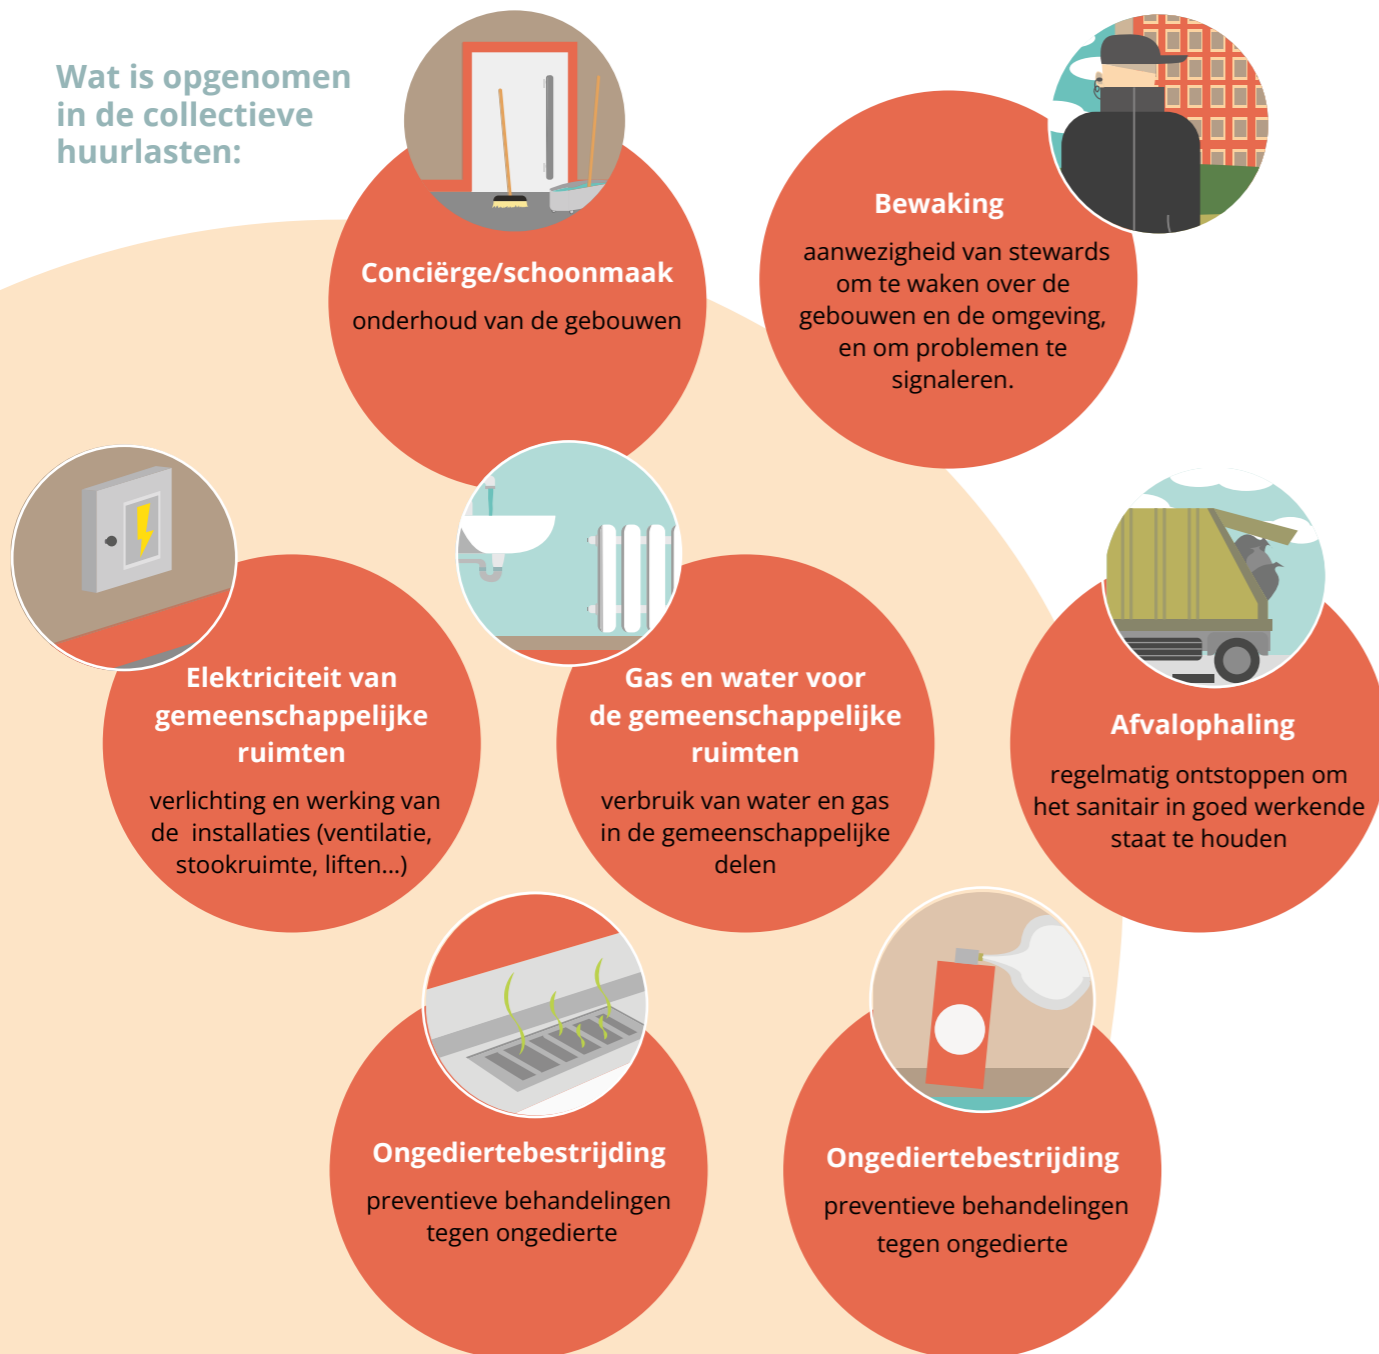 Wat is opgenomen
in de collectieve
huurlasten:
Conciërge/schoonmaak
onderhoud van de gebouwen
Bewaking
aanwezigheid van stewards
om te waken over de
gebouwen en de omgeving,
en om problemen te
signaleren.
Elektriciteit van
gemeenschappelijke
ruimten
verlichting en werking van
de installaties (ventilatie,
stookruimte, liften...)
Gas en water voor
de gemeenschappelijke
ruimten
verbruik van water en gas
in de gemeenschappelijke
delen
Afvalophaling
regelmatig ontstoppen om
het sanitair in goed werkende
staat te houden
Ongediertebestrijding
preventieve behandelingen
tegen ongedierte
Ongediertebestrijding
preventieve behandelingen
tegen ongedierte